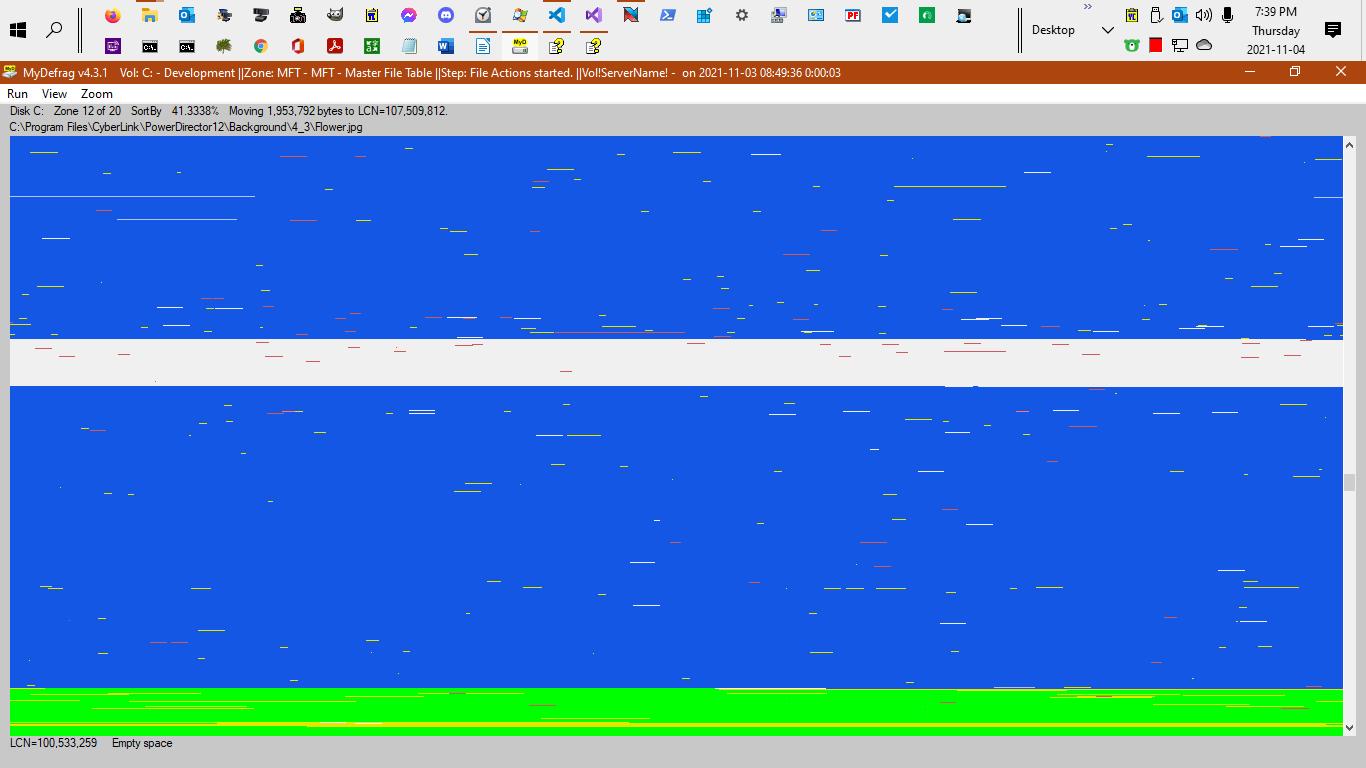 7:39 PM
Desktop
Thursday
2021-11-04
MyDefrag v4.3.1 Vol: C: - Development ||Zone: MFT - MFT - Master File Table ||Step: File Actions started. ||Vol!ServerName! - on 2021-11-03 08:49:36 0:00:03
Run View Zoom
Disk C: Zone 12 of 20 SortBy 41.3338% Moving 1,953,792 bytes to LCN=107,509,812.
C:\Program Files\CyberLink\PowerDirector12\Background\4_3\Flower.jpg
LCN=100,533,259 Empty space